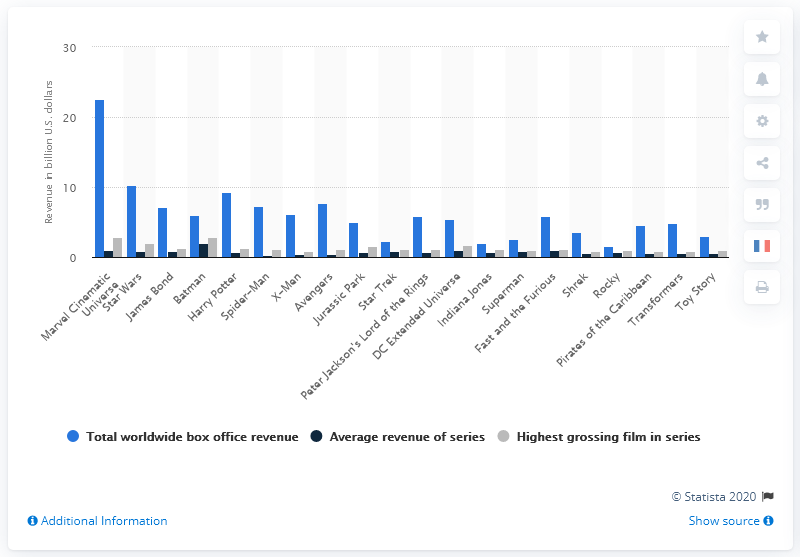 30
20
10
0
Revenue in billion U.S. dollars
Marvel Cinematic
Universe
Star Wars
James Bond
Batman
Harry Potter
Spider-Man
X-Men
Avengers
Jurassic Park
Star Trek
Peter Jackson's Lord of the Rings
DC Extended Universe
Indiana Jones
Superman
Fast and the Furious
Shrek
Rocky
Pirates of the Caribbean
Transformers
Toy Story
Total worldwide box office revenue
Average revenue of series
Highest grossing film in series
© Statista 2020
Additional Information
Show source